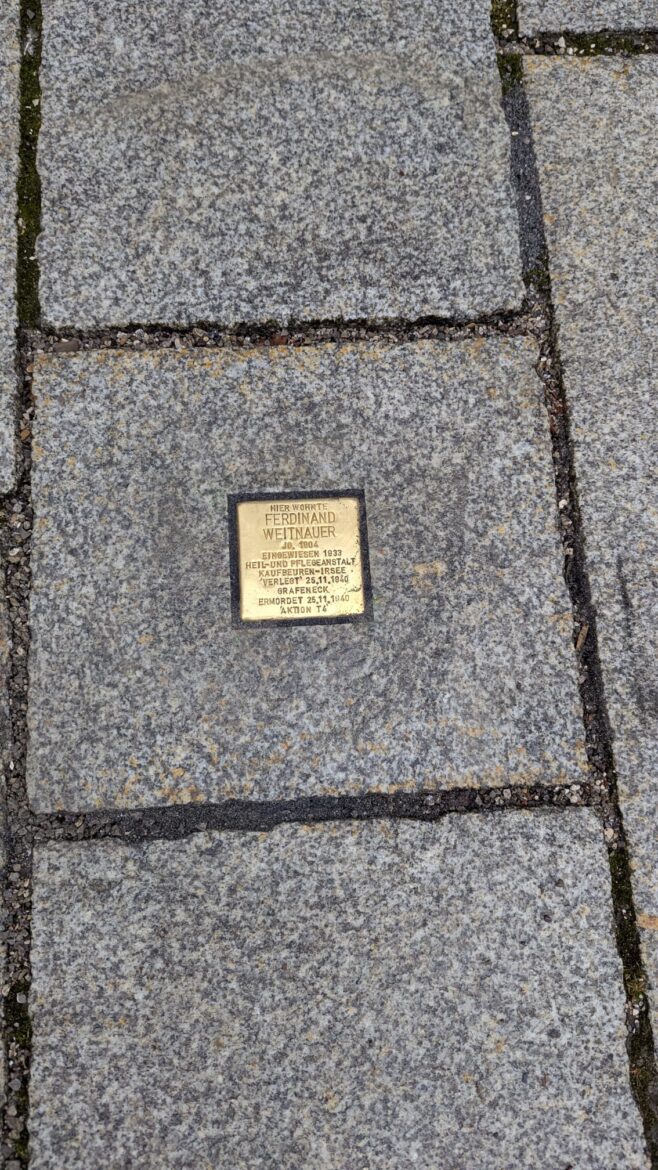 HIER WOHNTE
FERDINAND
WEITNAUER
JG. 1904
EINGEWIESEN 1933
HEIL-UND PFLEGEANSTALT
KAUFBEUREN-IRSEE
'VERLEGT' 25.11.1940
GRAFENECK
ERMORDET 25.11.1940
'AKTION T4'